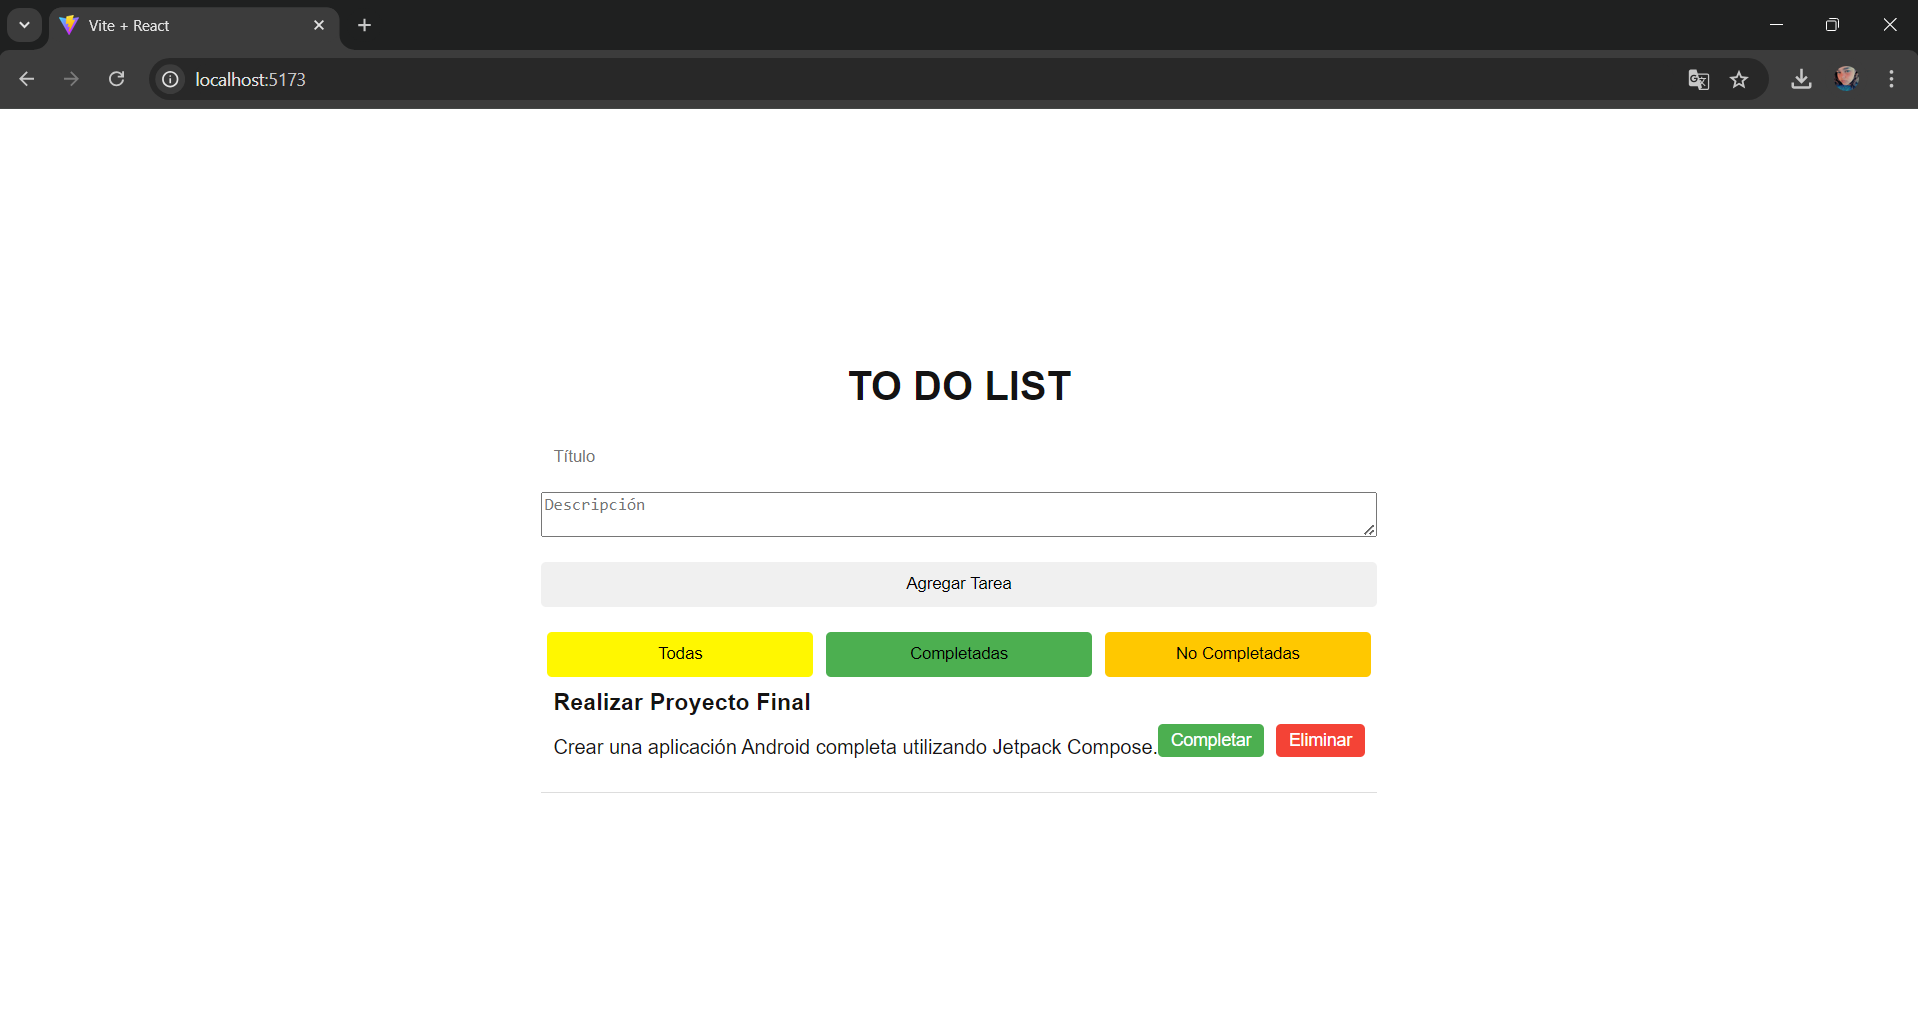 Vite + React
localhost:5173
TO DO LIST
Título
Descripción
Agregar Tarea
Todas
Completadas
No Completadas
Realizar Proyecto Final
Crear una aplicación Android completa utilizando Jetpack Compose.
Completar
Eliminar